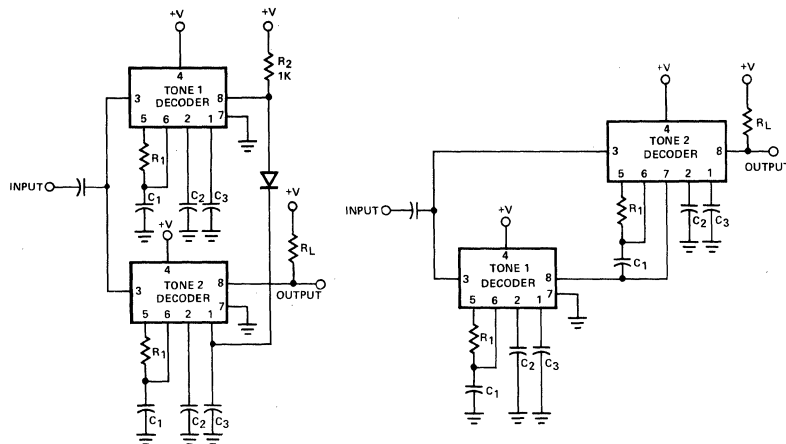 +V
+V
R2
1K
4
TONE 1
DECODER
3
8
7
5 6 2 1
R1
C1
C2
C3
INPUT
+V
+V
RL
4
TONE 2
DECODER
3
8
7
OUTPUT
5 6 2 1
R1
C1
C2
C3
+V
+V
RL
4
TONE 2
DECODER
3
8
OUTPUT
5 6 7 2 1
R1
C2
C3
C1
INPUT
+V
4
TONE 1
DECODER
3
8
7
5 6 2 1
R1
C2
C3
C1